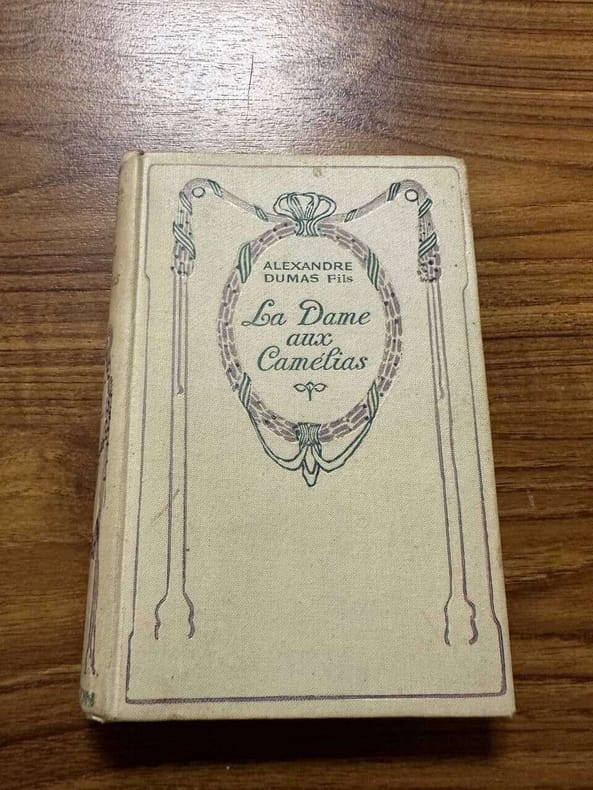 ALEXANDRE
DUMAS Fils
La Dame
aux
Camélias